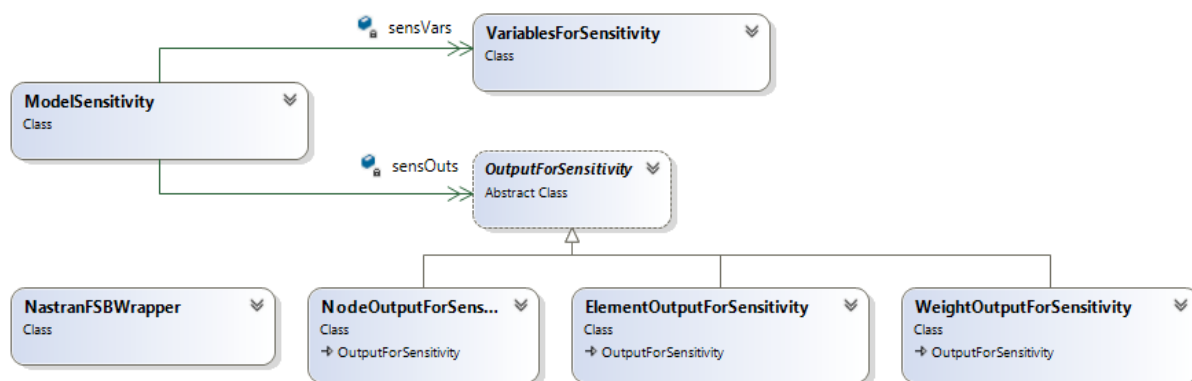 sensVars
VariablesForSensitivity
Class
ModelSensitivity
Class
sensOuts
OutputForSensitivity
Abstract Class
NastranFSBWrapper
Class
NodeOutputForSens...
Class
OutputForSensitivity
ElementOutputForSensitivity
Class
OutputForSensitivity
WeightOutputForSensitivity
Class
OutputForSensitivity